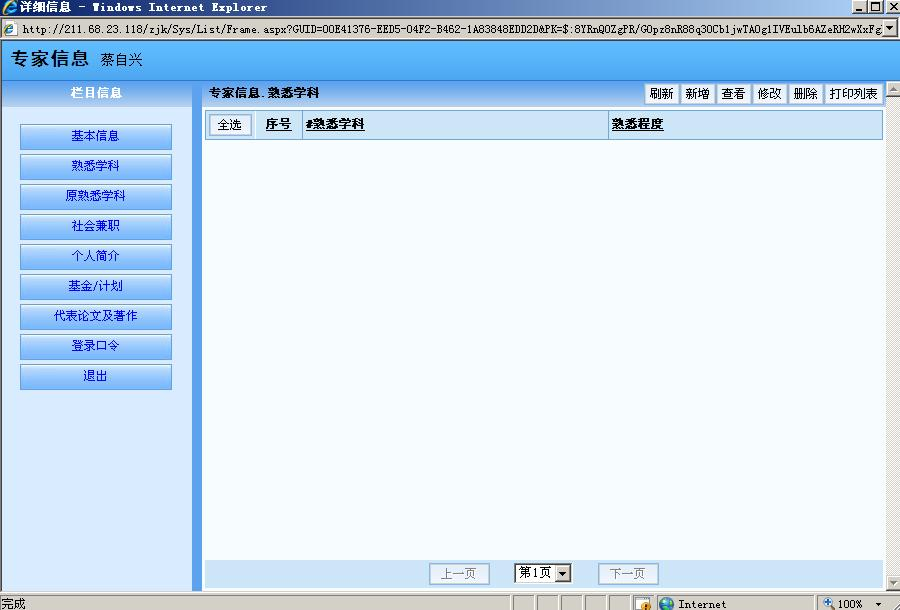 详细信息 - Windows Internet Explorer
http://211.68.23.118/zjk/Sys/List/Frame.aspx?GUID=00E41376-EED5-04F2-B462-1A83848EDD2D&PK=$:8YRnQOZgPR/GOpz8nR88q3OCb1jwTAOglIVEulb6AZeRH2wXxFg
专家信息 蔡自兴
栏目信息
专家信息.熟悉学科 刷新 新增 查看 修改 删除 打印列表
全选 序号 #熟悉学科 熟悉程度
基本信息
熟悉学科
原熟悉学科
社会兼职
个人简介
基金/计划
代表论文及著作
登录口令
退出
上一页 第1页 下一页
完成 Internet 100%